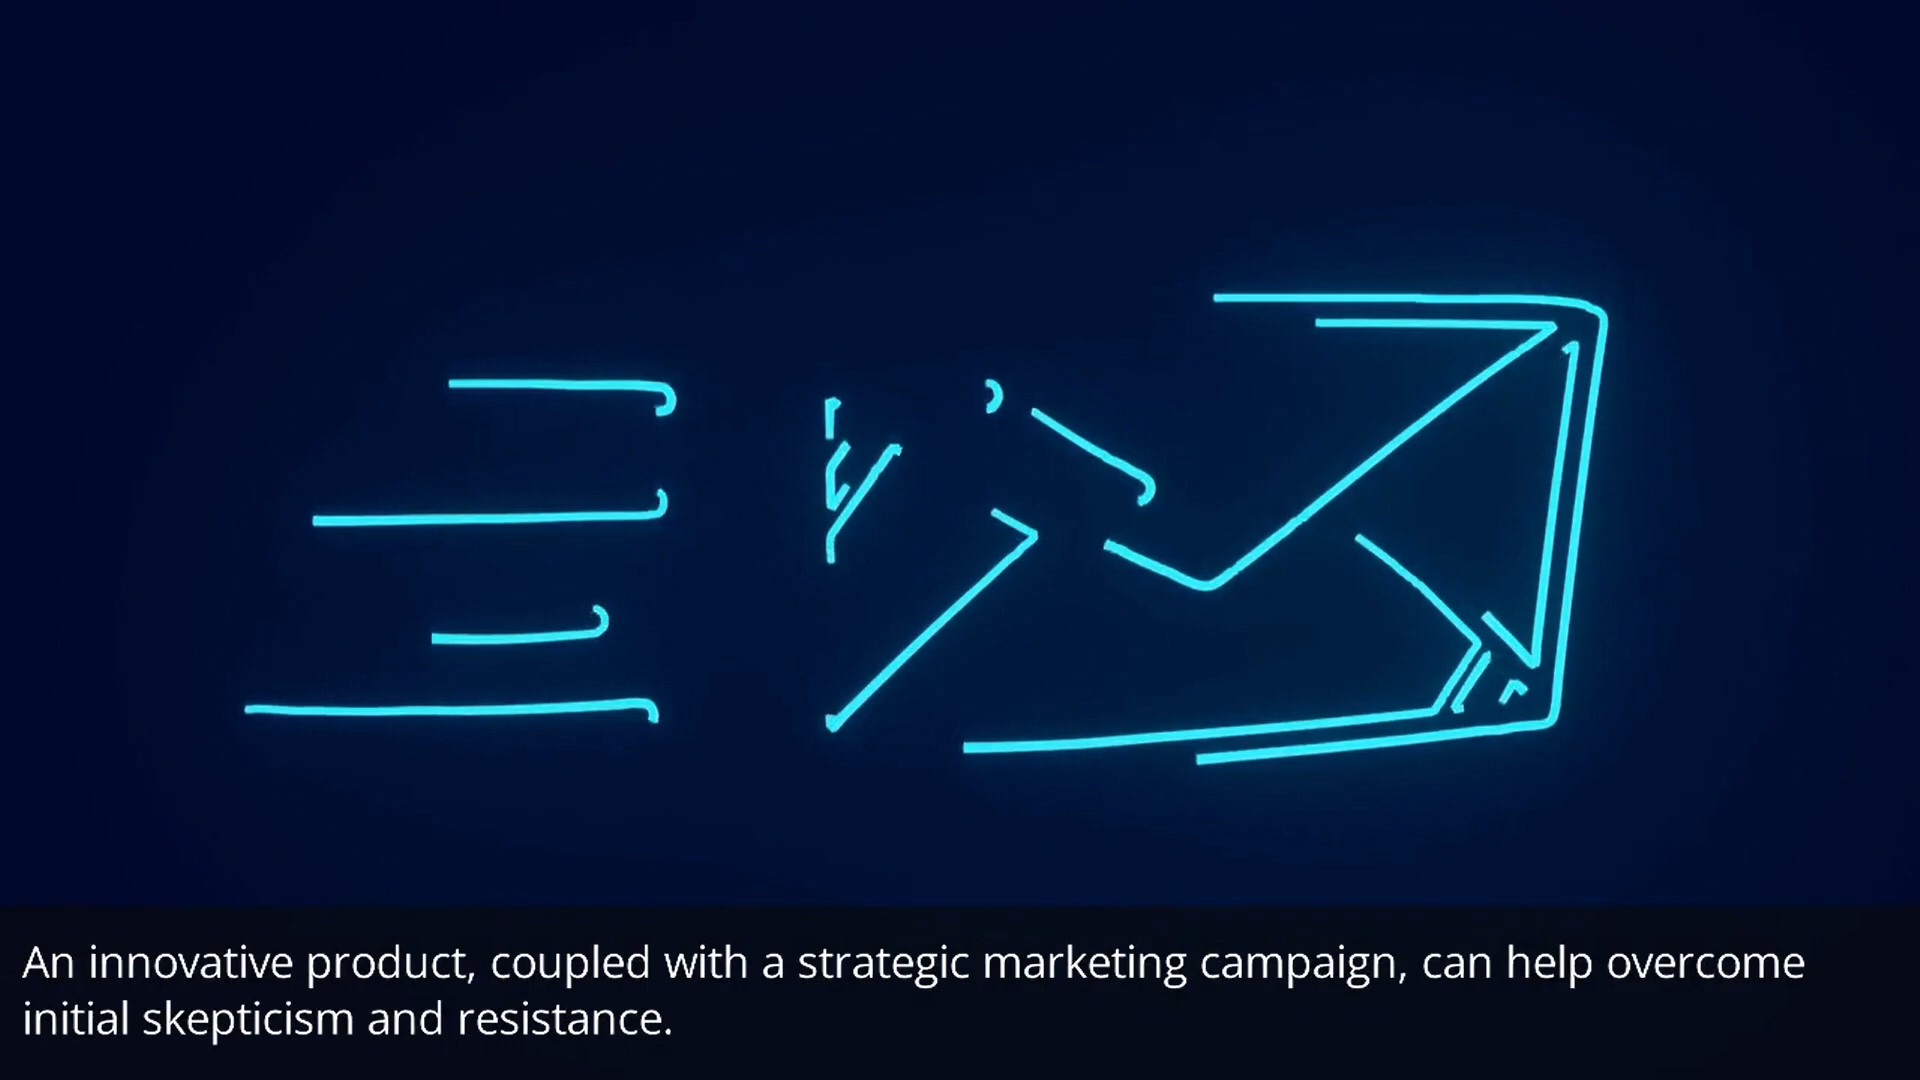 An innovative product, coupled with a strategic marketing campaign, can help overcome
initial skepticism and resistance.